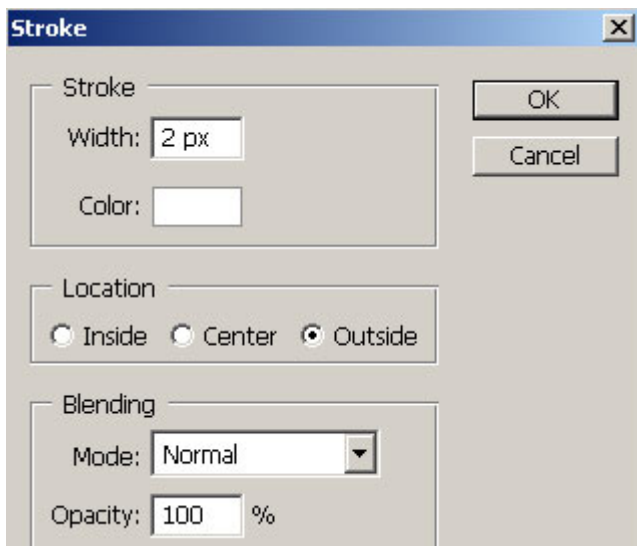 Stroke
Stroke
OK
Width: 2 px
Cancel
Color:
Location
Inside Center Outside
Blending
Mode: Normal
Opacity: 100 %